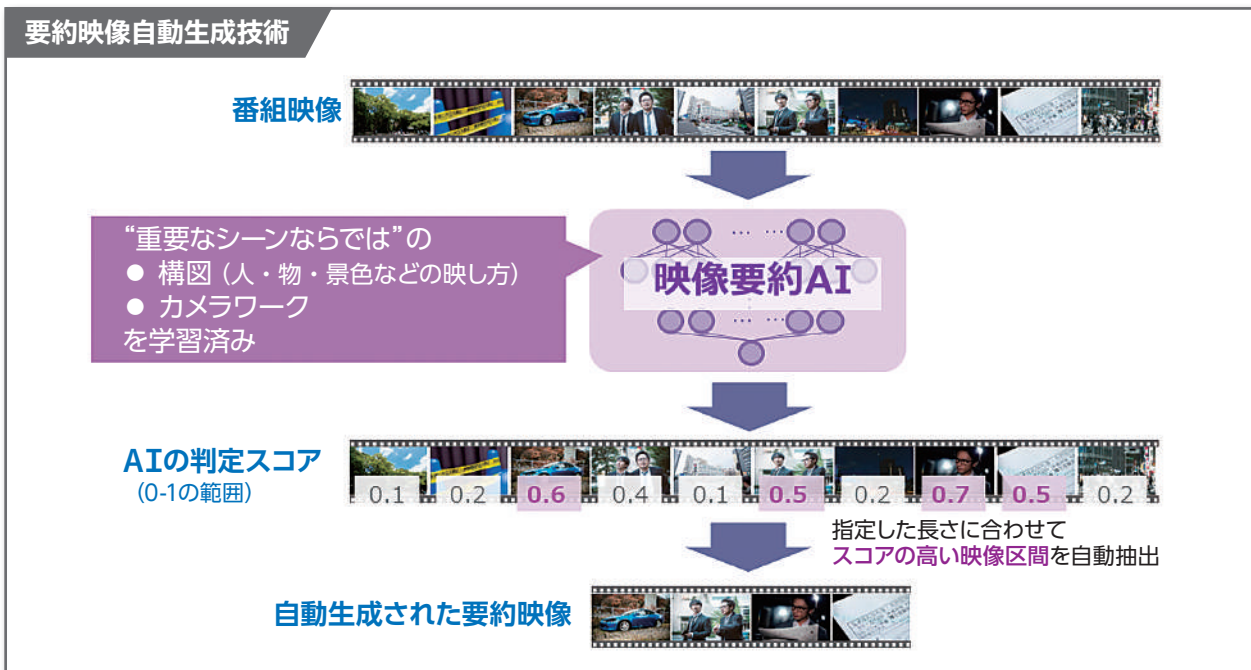 要約映像自動生成技術
番組映像
“重要なシーンならでは”の
● 構図（人・物・景色などの映し方）
● カメラワーク
を学習済み
… …
映像要約AI
… …
AIの判定スコア
(0-1の範囲)
0.1 0.2 0.6 0.4 0.1 0.5 0.2 0.7 0.5 0.2
指定した長さに合わせて
スコアの高い映像区間を自動抽出
自動生成された要約映像